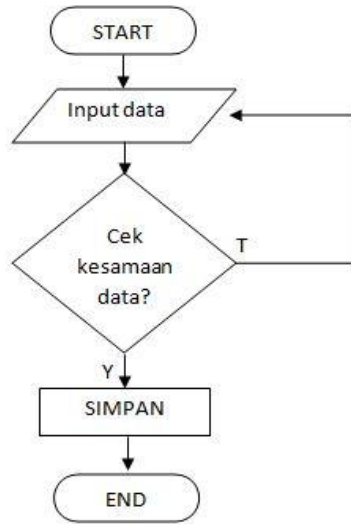 START
Input data
Cek
kesamaan
data?
T
Y
SIMPAN
END